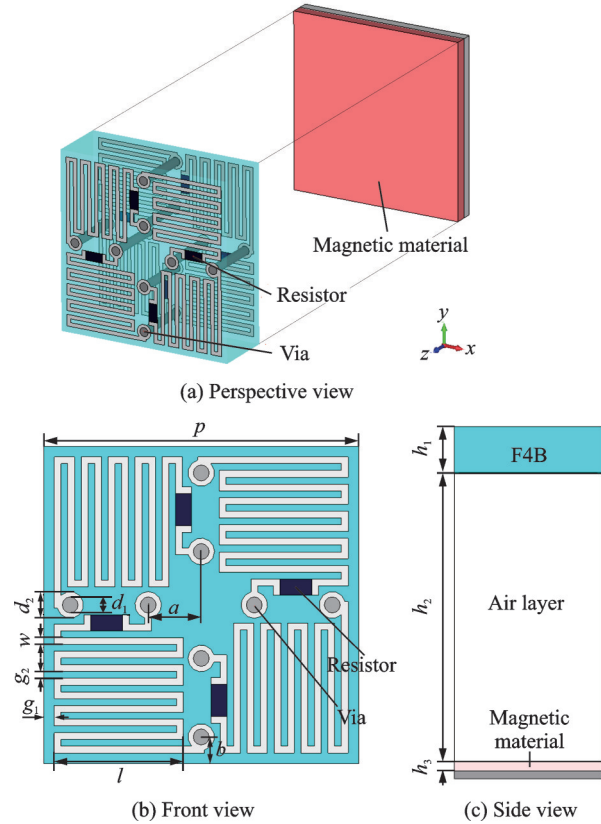 Magnetic material
Resistor
Via
y
z
x
(a) Perspective view
p
d₂
d₁
a
w
g₂
g₁
l
b
Resistor
Via
(b) Front view
h₁
F4B
h₂
Air layer
Magnetic
material
h₃
(c) Side view